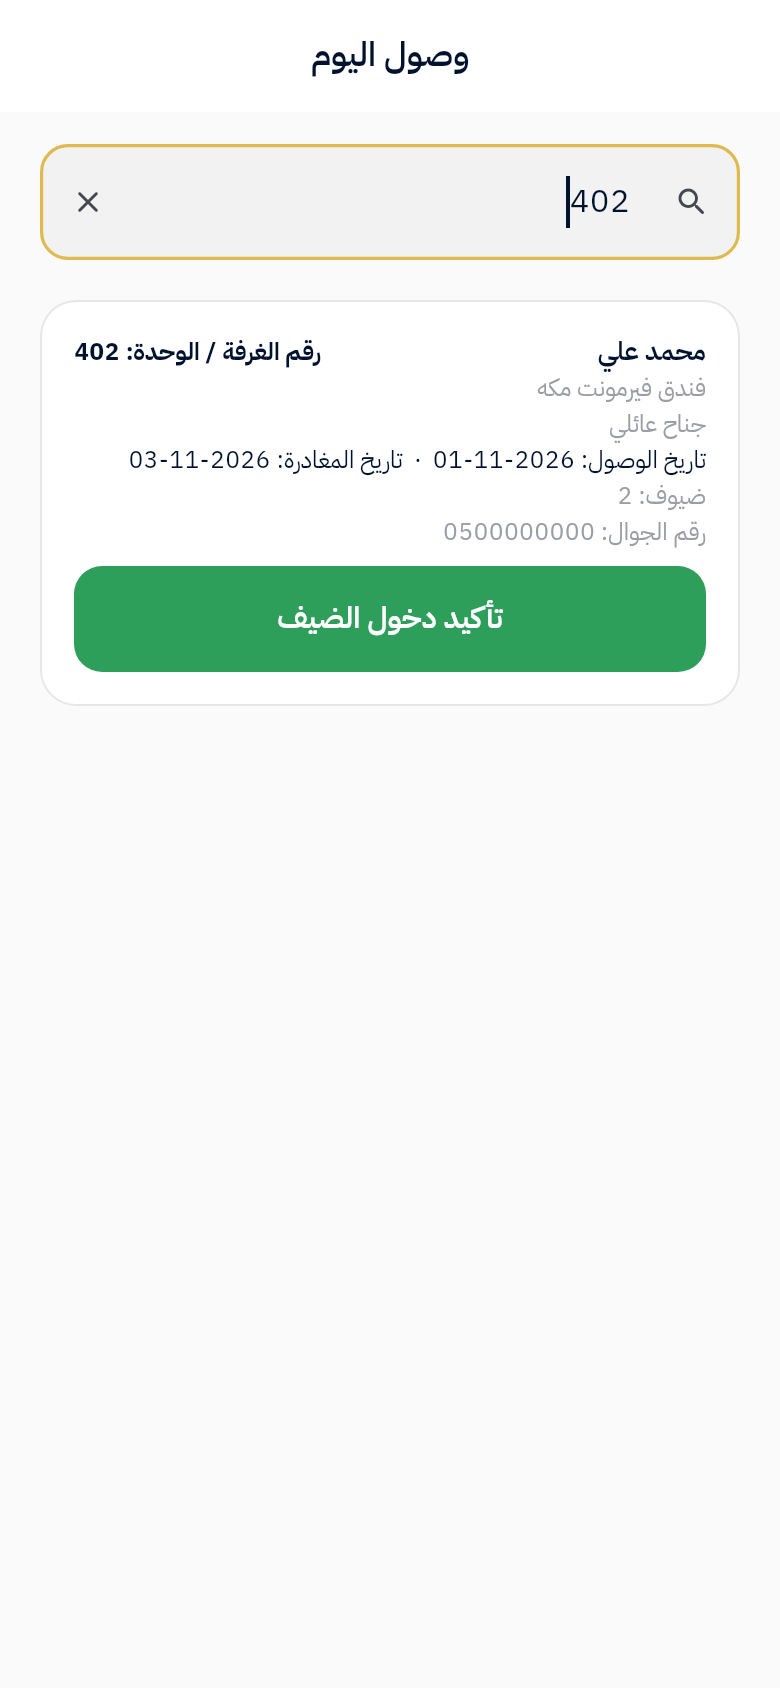 وصول اليوم
402
محمد علي
رقم الغرفة / الوحدة: 402
فندق فيرمونت مكه
جناح عائلي
تاريخ الوصول: 2026-11-01 · تاريخ المغادرة: 2026-11-03
ضيوف: 2
رقم الجوال: 0500000000
تأكيد دخول الضيف